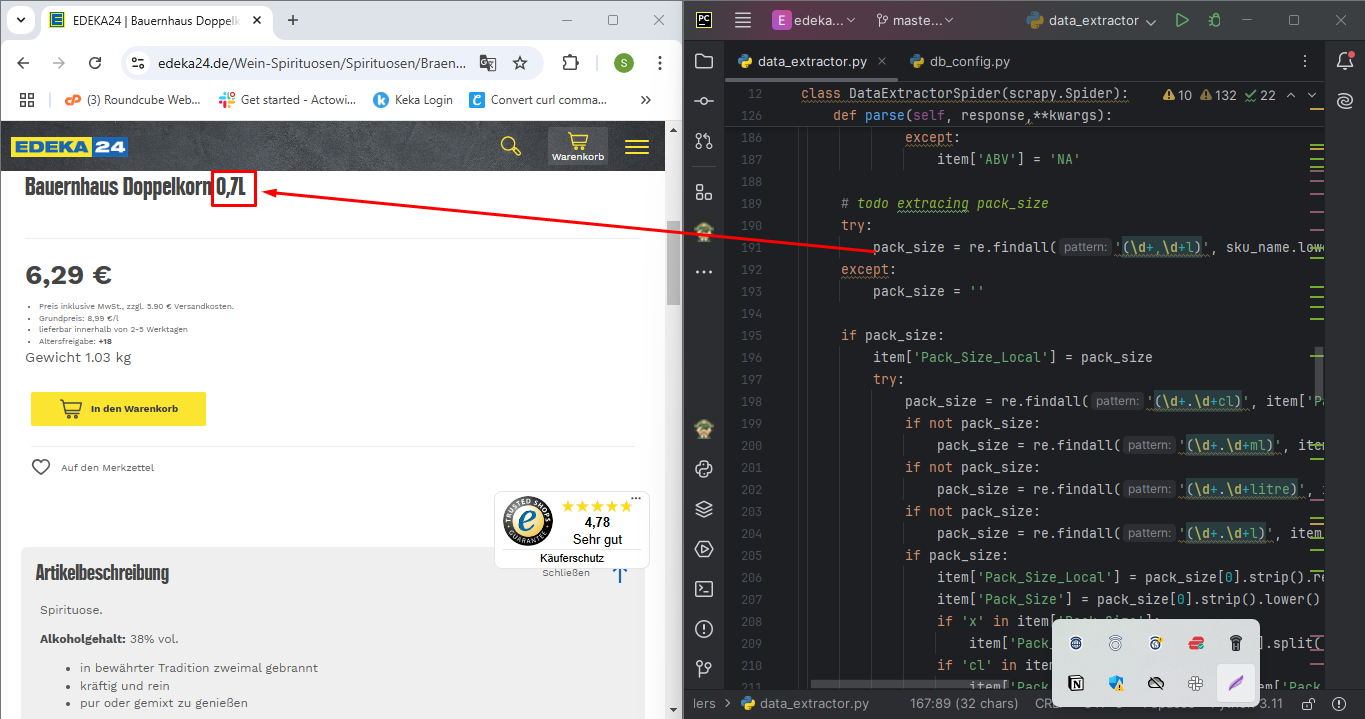 EDEKA24 | Bauernhaus Doppelk
edeka24.de/Wein-Spirituosen/Spirituosen/Braen...
S
(3) Roundcube Web...
Get started - Actowi...
Keka Login
Convert curl comma...
EDEKA 24
Warenkorb
Bauernhaus Doppelkorn 0,7L
6,29 €
Preis inklusive MwSt., zzgl. 5.90 € Versandkosten.
Grundpreis: 8,99 €/l
lieferbar innerhalb von 2-5 Werktagen
Altersfreigabe: +18
Gewicht 1.03 kg
In den Warenkorb
Auf den Merkzettel
TRUSTED SHOPS
GUARANTEE
4,78
Sehr gut
Käuferschutz
Schließen
Artikelbeschreibung
Spirituose.
Alkoholgehalt: 38% vol.
in bewährter Tradition zweimal gebrannt
kräftig und rein
pur oder gemixt zu genießen
PC
E edeka...
maste...
data_extractor
data_extractor.py
db_config.py
12 class DataExtractorSpider(scrapy.Spider):
10 132 22
126 def parse(self, response,**kwargs):
186 except:
187 item['ABV'] = 'NA'
188
189 # todo extracing pack_size
190 try:
191 pack_size = re.findall( pattern: '(\d+,\d+l)', sku_name.low
192 except:
193 pack_size = ''
194
195 if pack_size:
196 item['Pack_Size_Local'] = pack_size
197 try:
198 pack_size = re.findall( pattern: '(\d+.\d+cl)', item['Pa
199 if not pack_size:
200 pack_size = re.findall( pattern: '(\d+.\d+ml)', ite
201 if not pack_size:
202 pack_size = re.findall( pattern: '(\d+.\d+litre)',
203 if not pack_size:
204 pack_size = re.findall( pattern: '(\d+.\d+l)', item
205 if pack_size:
206 item['Pack_Size_Local'] = pack_size[0].strip().re
207 item['Pack_Size'] = pack_size[0].strip().lower()
208 if 'x' in item['Pack_Size']:
209 item['Pack_ ].split(
210 if 'cl' in item
211 item['Pack 'Pack_
lers > data_extractor.py
167:89 (32 chars)
3.11